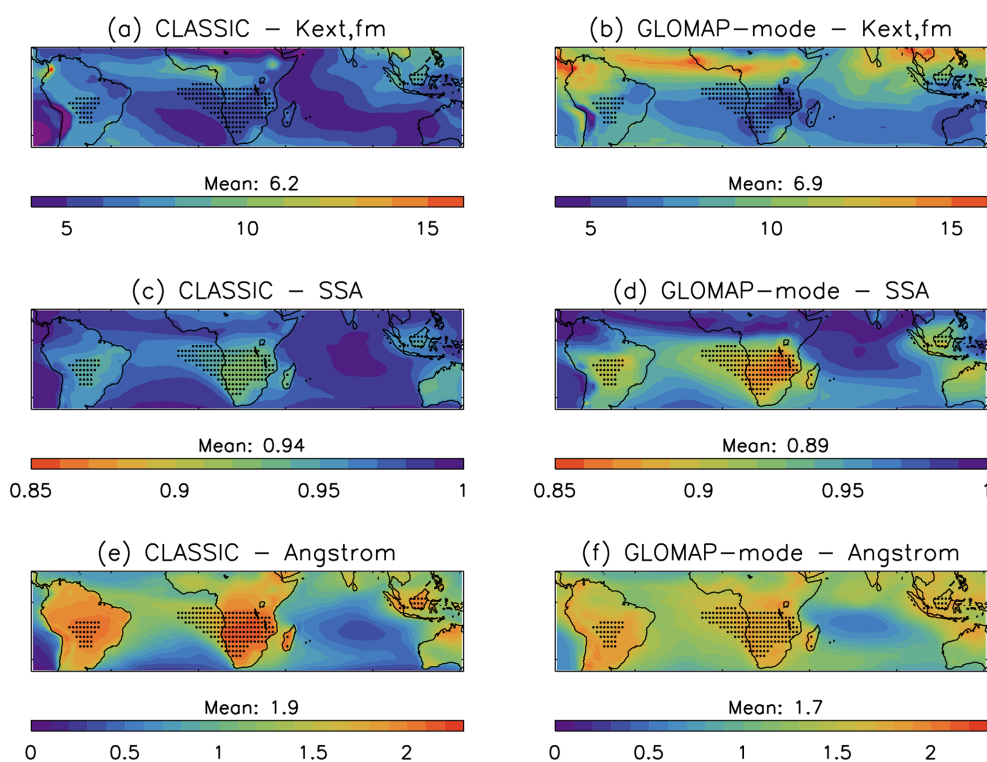 (a) CLASSIC - Kext,fm
(b) GLOMAP-mode - Kext,fm
Mean: 6.2
Mean: 6.9
5 10 15
5 10 15
(c) CLASSIC - SSA
(d) GLOMAP-mode - SSA
Mean: 0.94
Mean: 0.89
0.85 0.9 0.95 1
0.85 0.9 0.95 1
(e) CLASSIC - Angstrom
(f) GLOMAP-mode - Angstrom
Mean: 1.9
Mean: 1.7
0 0.5 1 1.5 2
0 0.5 1 1.5 2